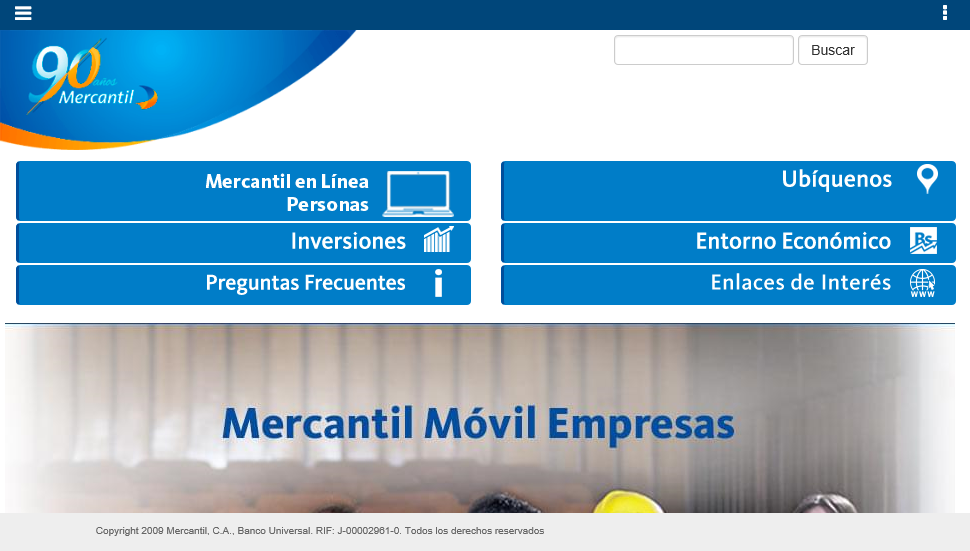 90
años
Mercantil
Buscar
Mercantil en Línea
Personas
Ubíquenos
Inversiones
Entorno Económico
Bs
Preguntas Frecuentes
i
Enlaces de Interés
www
Mercantil Móvil Empresas
Copyright 2009 Mercantil, C.A., Banco Universal. RIF: J-00002961-0. Todos los derechos reservados